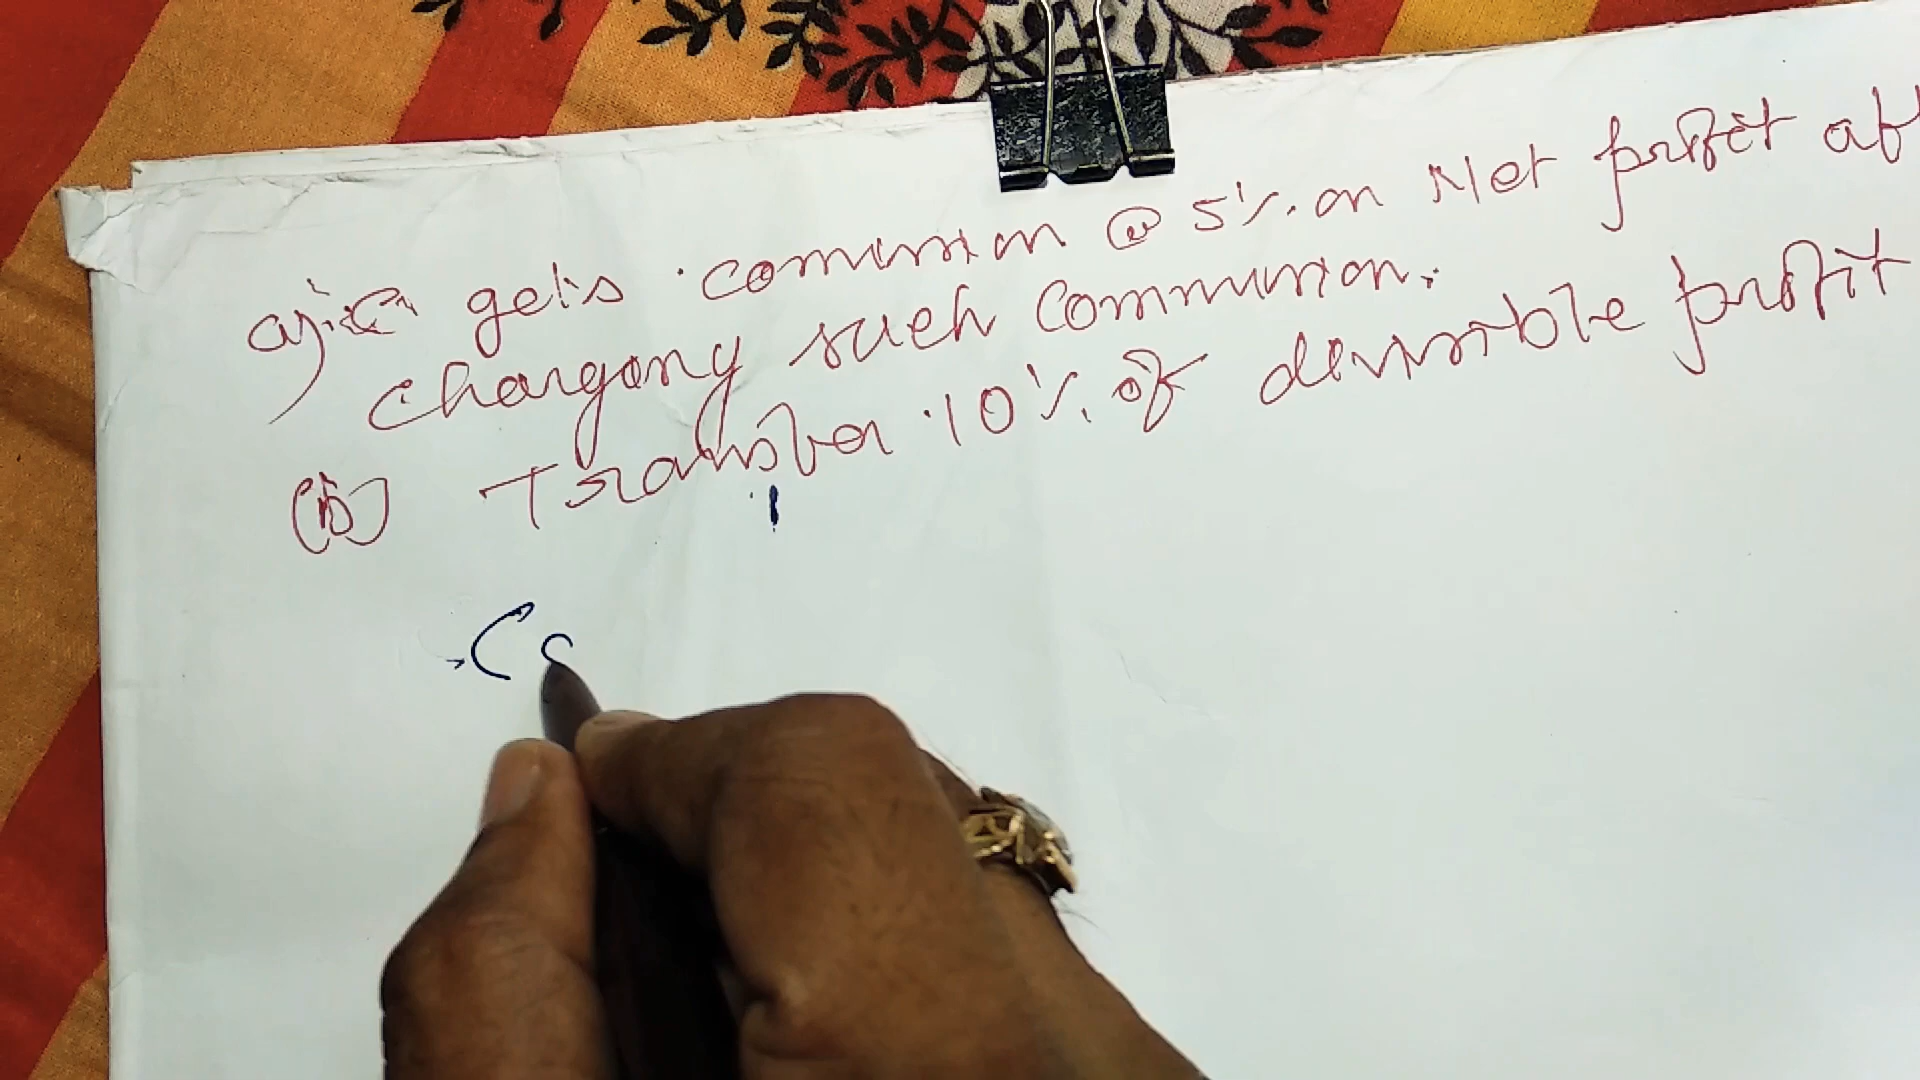 gets commission @ 5% on Net profit af
charging such commission.
(b) Transfer 10% of divisible profit
(a